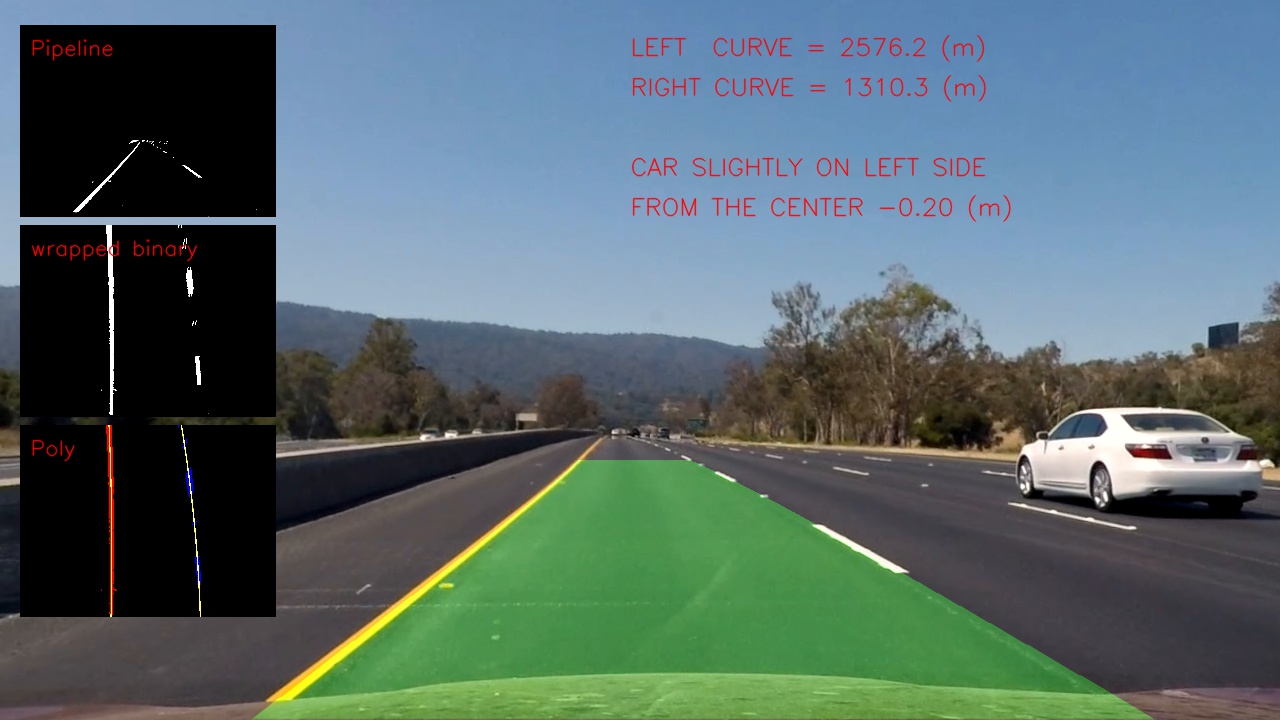 Pipeline
LEFT  CURVE = 2576.2 (m)
RIGHT CURVE = 1310.3 (m)
CAR SLIGHTLY ON LEFT SIDE
FROM THE CENTER -0.20 (m)
wrapped binary
Poly